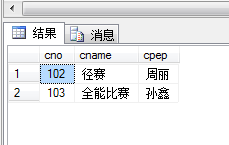 结果 消息
cno cname cpep
1 102 径赛 周丽
2 103 全能比赛 孙鑫